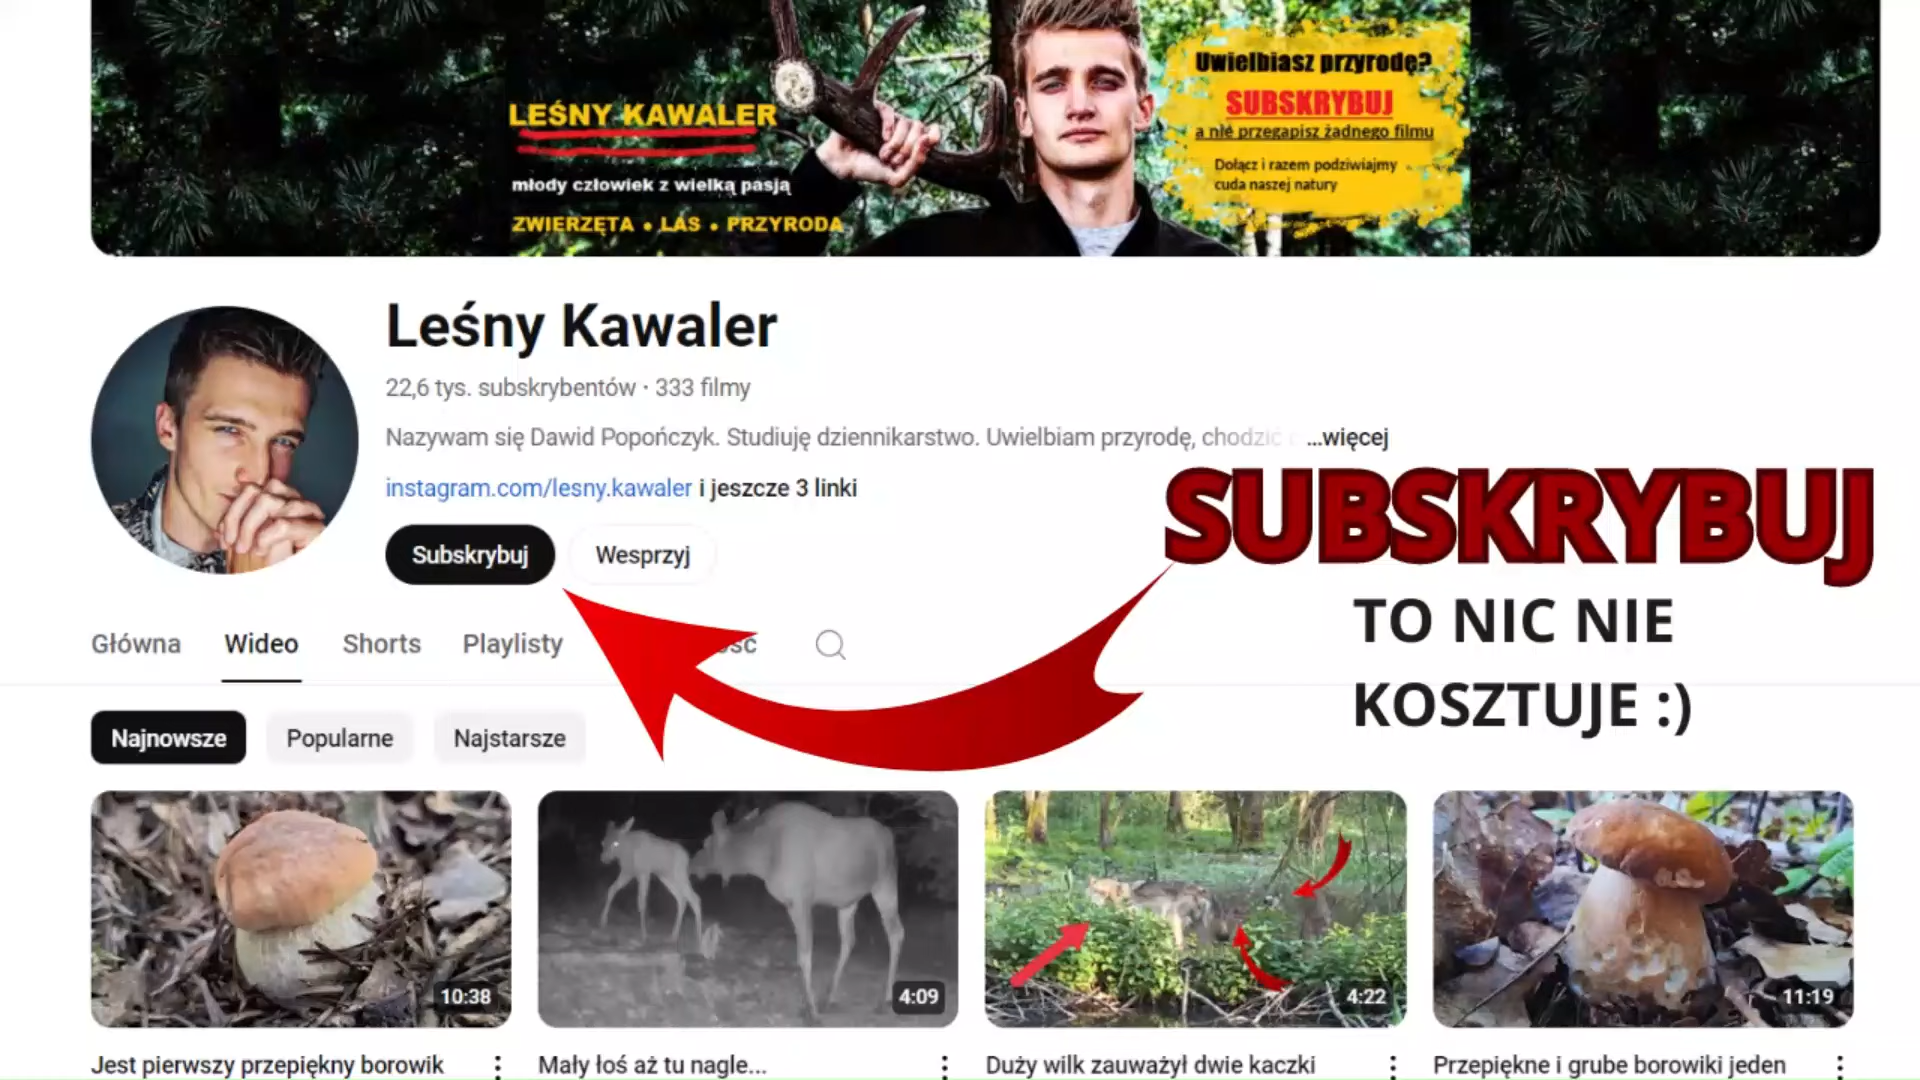 LEŚNY KAWALER
młody człowiek z wielką pasją
ZWIERZĘTA • LAS • PRZYRODA
Uwielbiasz przyrodę?
SUBSKRYBUJ
a nie przegapisz żadnego filmu
Dołącz i razem podziwiajmy
cuda naszej natury
Leśny Kawaler
22,6 tys. subskrybentów · 333 filmy
Nazywam się Dawid Popończyk. Studiuję dziennikarstwo. Uwielbiam przyrodę, chodzić ...więcej
instagram.com/lesny.kawaler i jeszcze 3 linki
Subskrybuj Wesprzyj
SUBSKRYBUJ
TO NIC NIE
KOSZTUJE :)
Główna Wideo Shorts Playlisty
Najnowsze Popularne Najstarsze
10:38 4:09 4:22 11:19
Jest pierwszy przepiękny borowik
Mały łoś aż tu nagle...
Duży wilk zauważył dwie kaczki
Przepiękne i grube borowiki jeden